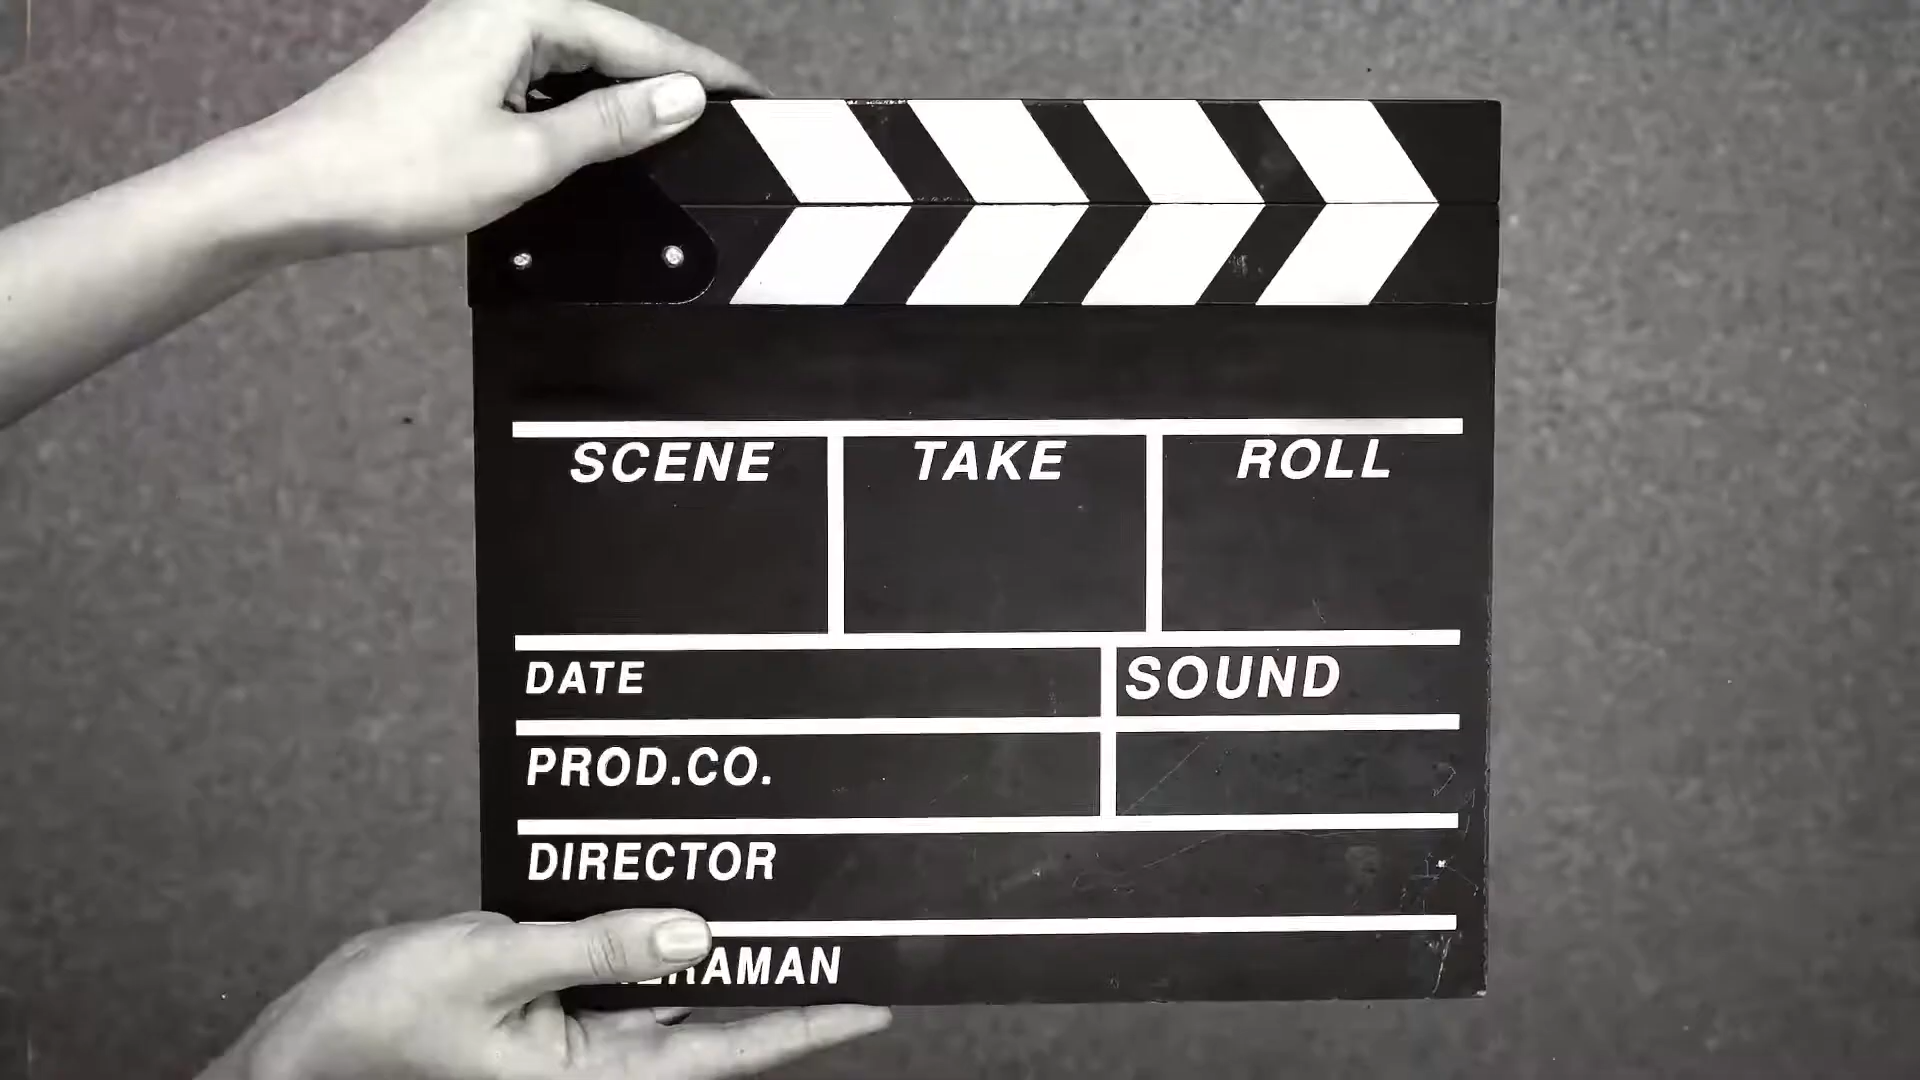 SCENE TAKE ROLL
DATE SOUND
PROD.CO.
DIRECTOR